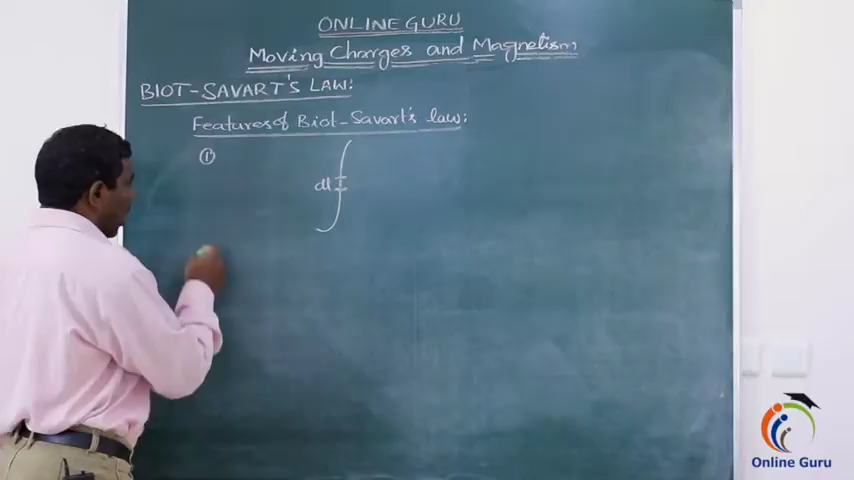 ONLINE GURU
Moving Charges and Magnetism
BIOT-SAVART'S LAW:
Features of Biot-Savart's law:
①
dl
Online Guru